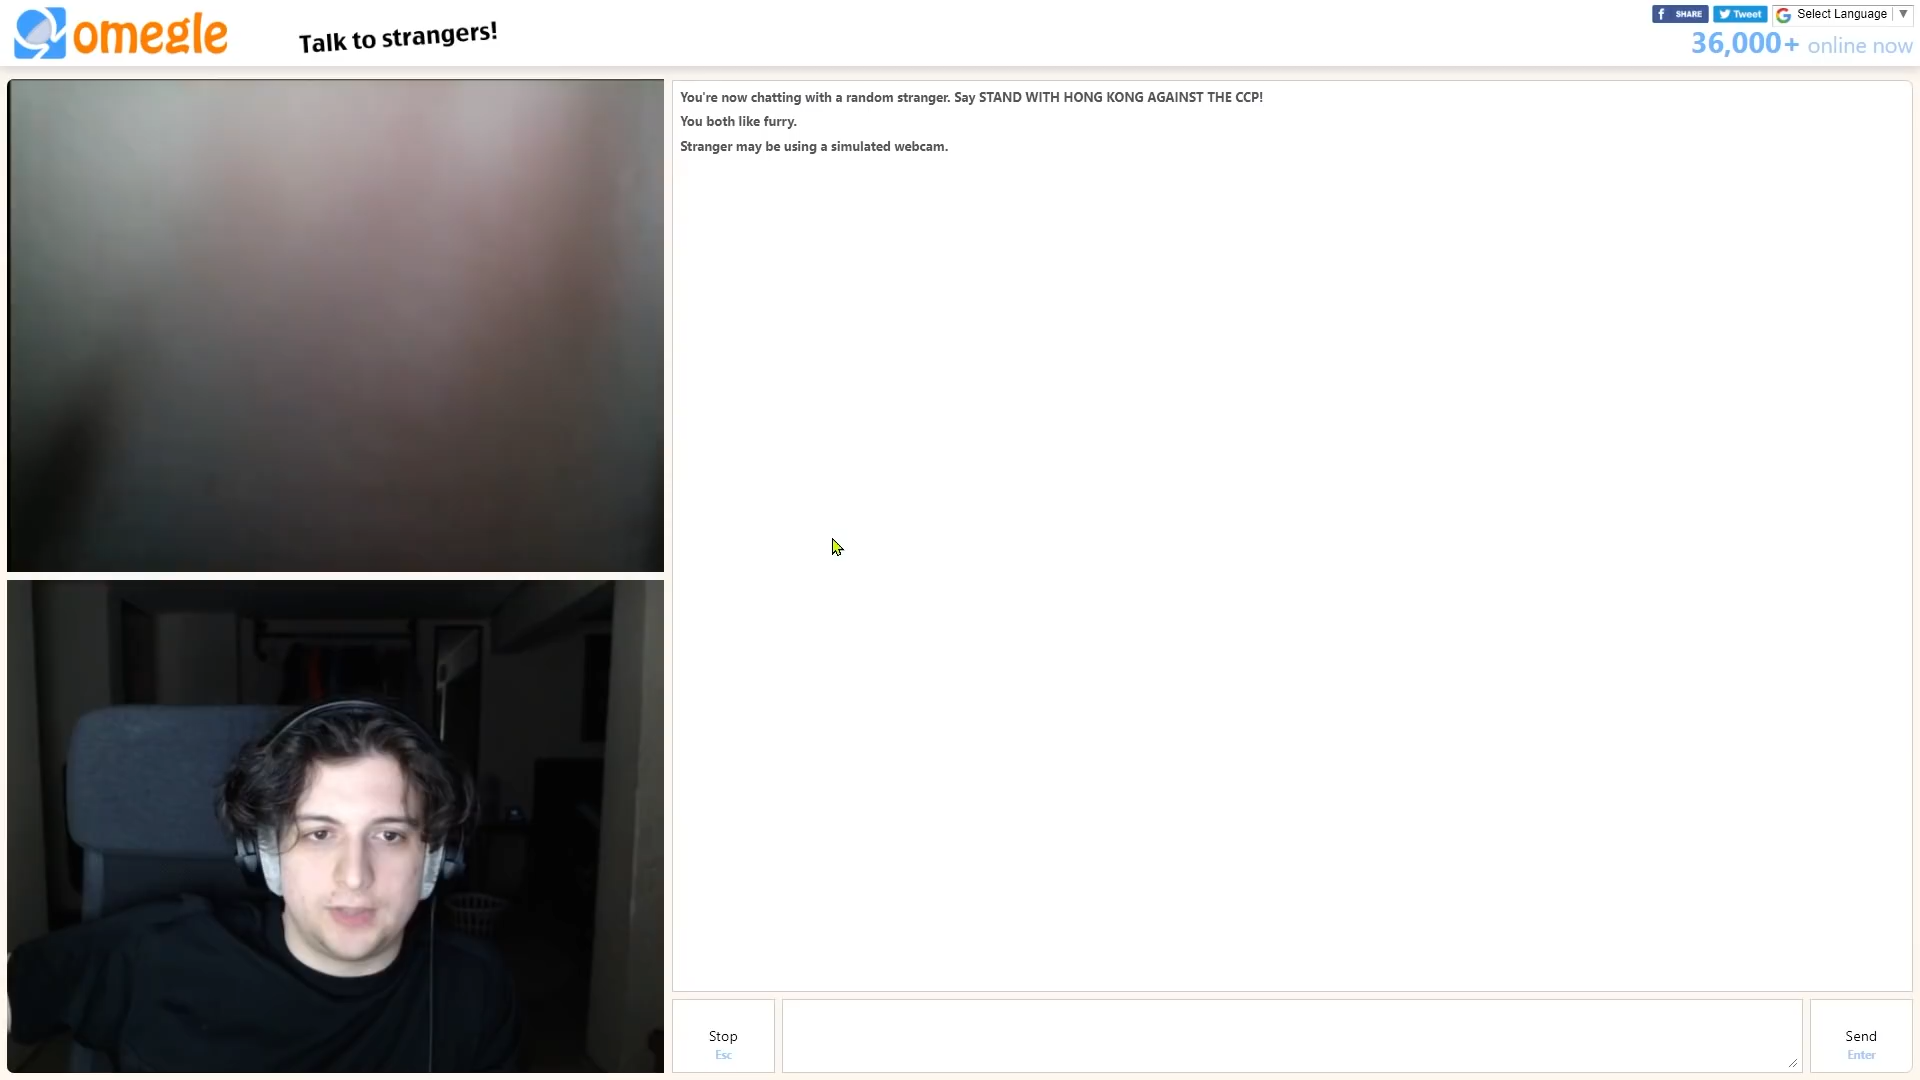 omegle
Talk to strangers!
f SHARE
Tweet
Select Language ▼
36,000+ online now
You're now chatting with a random stranger. Say STAND WITH HONG KONG AGAINST THE CCP!
You both like furry.
Stranger may be using a simulated webcam.
Stop
Esc
Send
Enter